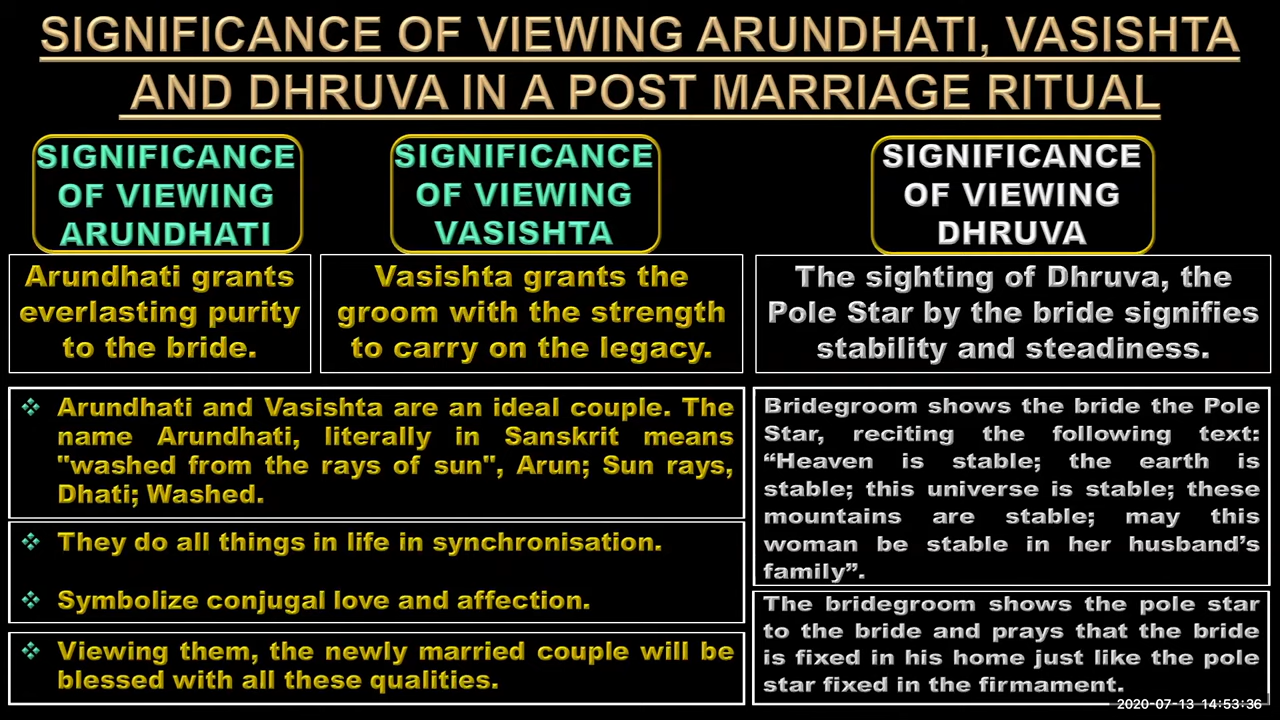 SIGNIFICANCE OF VIEWING ARUNDHATI, VASISHTA
AND DHRUVA IN A POST MARRIAGE RITUAL
SIGNIFICANCE
OF VIEWING
ARUNDHATI
Arundhati grants
everlasting purity
to the bride.
SIGNIFICANCE
OF VIEWING
VASISHTA
Vasishta grants the
groom with the strength
to carry on the legacy.
❖ Arundhati and Vasishta are an ideal couple. The
name Arundhati, literally in Sanskrit means
"washed from the rays of sun", Arun; Sun rays,
Dhati; Washed.
❖ They do all things in life in synchronisation.
❖ Symbolize conjugal love and affection.
❖ Viewing them, the newly married couple will be
blessed with all these qualities.
SIGNIFICANCE
OF VIEWING
DHRUVA
The sighting of Dhruva, the
Pole Star by the bride signifies
stability and steadiness.
Bridegroom shows the bride the Pole
Star, reciting the following text:
“Heaven is stable; the earth is
stable; this universe is stable; these
mountains are stable; may this
woman be stable in her husband’s
family”.
The bridegroom shows the pole star
to the bride and prays that the bride
is fixed in his home just like the pole
star fixed in the firmament.
2020-07-13 14:53:36